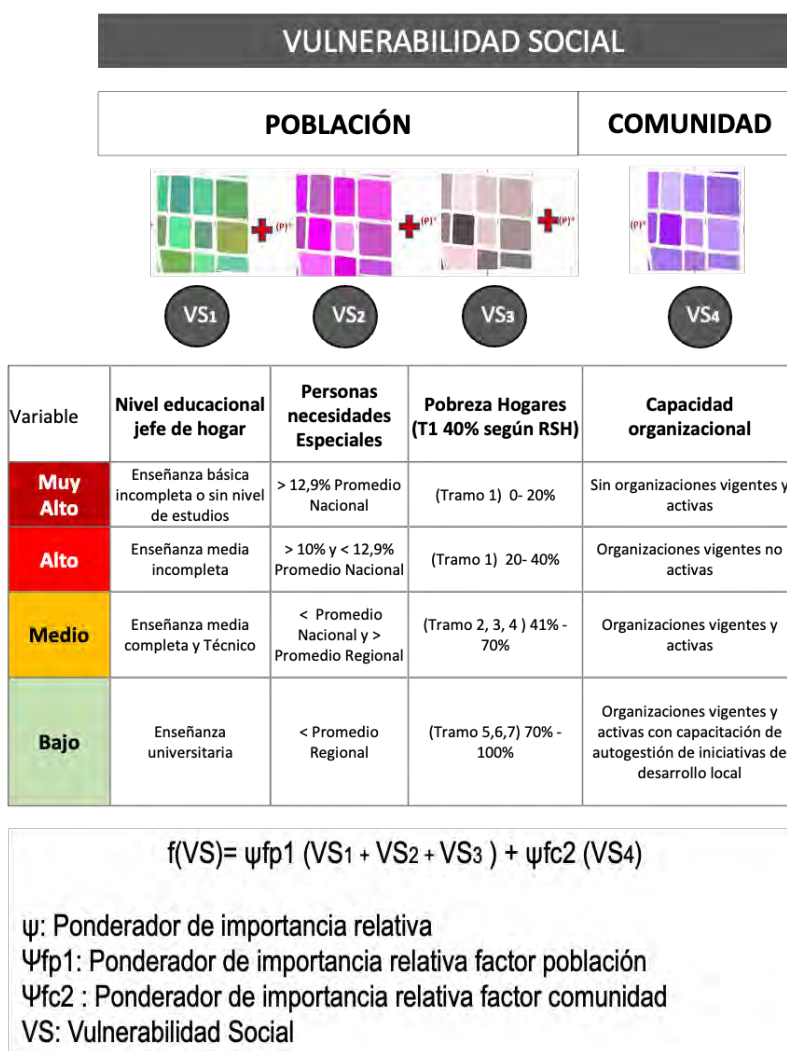 VULNERABILIDAD SOCIAL
POBLACIÓN
COMUNIDAD
(P)*
(P)*
(P)*
(P)*
VS1
VS2
VS3
VS4
Variable
Nivel educacional
jefe de hogar
Personas
necesidades
Especiales
Pobreza Hogares
(T1 40% según RSH)
Capacidad
organizacional
Muy
Alto
Enseñanza básica
incompleta o sin nivel
de estudios
> 12,9% Promedio
Nacional
(Tramo 1) 0- 20%
Sin organizaciones vigentes y
activas
Alto
Enseñanza media
incompleta
> 10% y < 12,9%
Promedio Nacional
(Tramo 1) 20- 40%
Organizaciones vigentes no
activas
Medio
Enseñanza media
completa y Técnico
< Promedio
Nacional y >
Promedio Regional
(Tramo 2, 3, 4 ) 41% -
70%
Organizaciones vigentes y
activas
Bajo
Enseñanza
universitaria
< Promedio
Regional
(Tramo 5,6,7) 70% -
100%
Organizaciones vigentes y
activas con capacitación de
autogestión de iniciativas de
desarrollo local
f(VS)= ψfp1 (VS1 + VS2 + VS3 ) + ψfc2 (VS4)
ψ: Ponderador de importancia relativa
Ψfp1: Ponderador de importancia relativa factor población
Ψfc2 : Ponderador de importancia relativa factor comunidad
VS: Vulnerabilidad Social